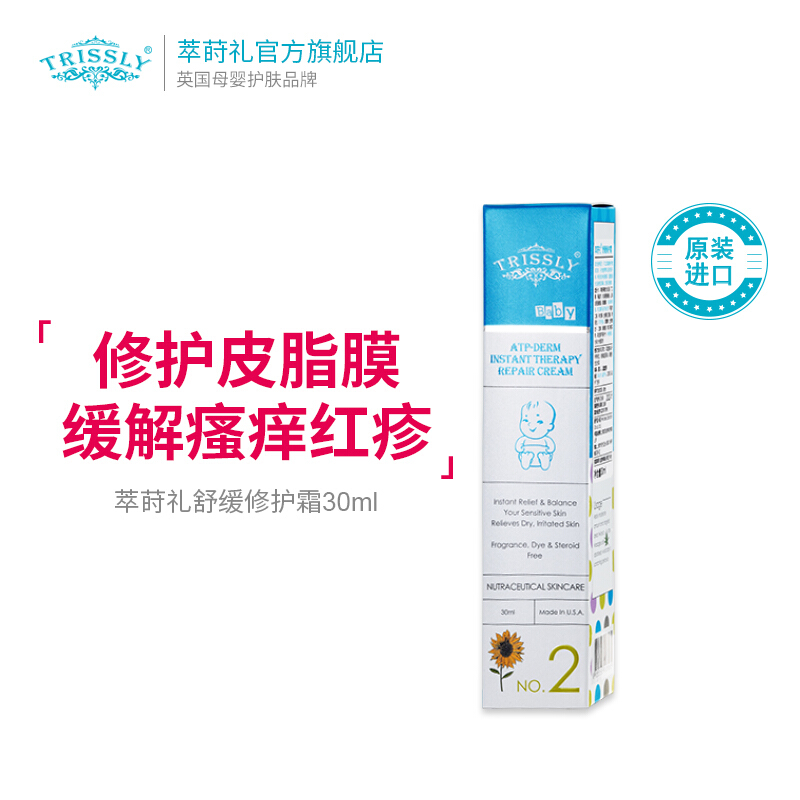 TRISSLY®
萃莳礼官方旗舰店
英国母婴护肤品牌
「修护皮脂膜
缓解瘙痒红疹」
萃莳礼舒缓修护霜30ml
原装
进口
TRISSLY®
Baby
ATP-DERM
INSTANT THERAPY
REPAIR CREAM
Instant Relief & Balance
Your Sensitive Skin
Relieves Dry, Irritated Skin
Fragrance, Dye & Steroid
Free
NUTRACEUTICAL SKINCARE
30ml
Made In U.S.A.
NO.2